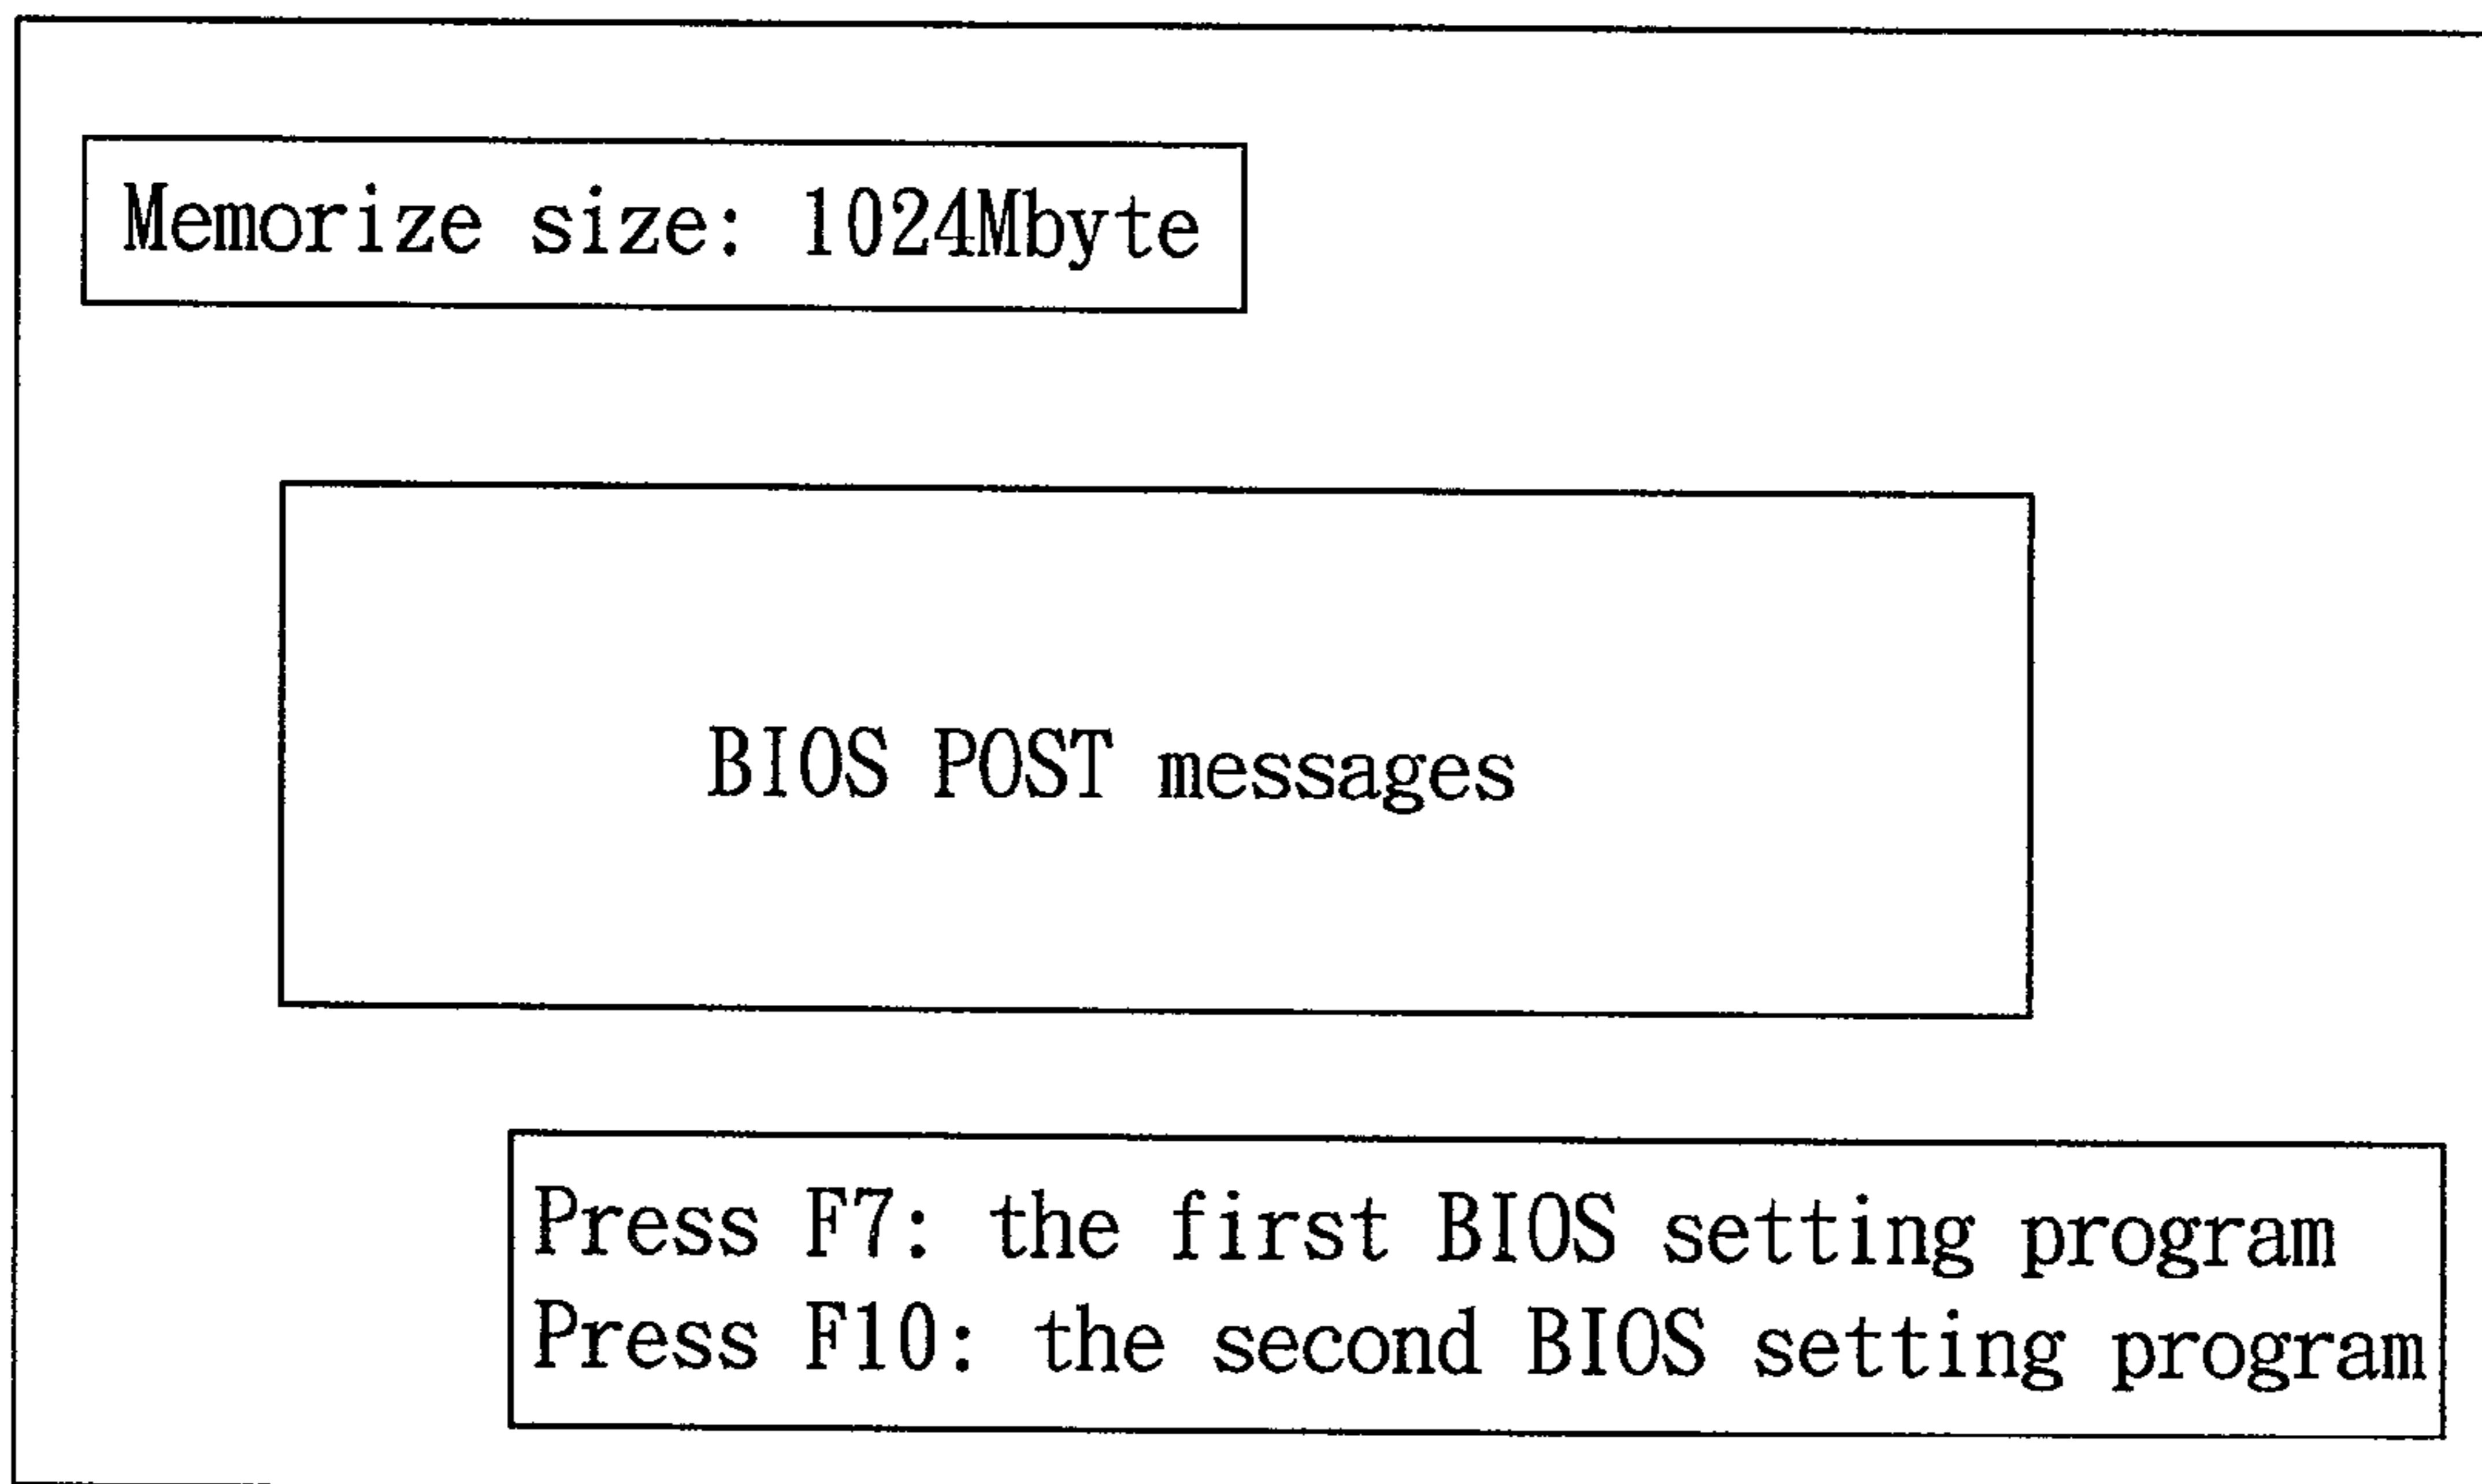 Memorize size: 1024Mbyte
BIOS POST messages
Press F7: the first BIOS setting program
Press F10: the second BIOS setting program